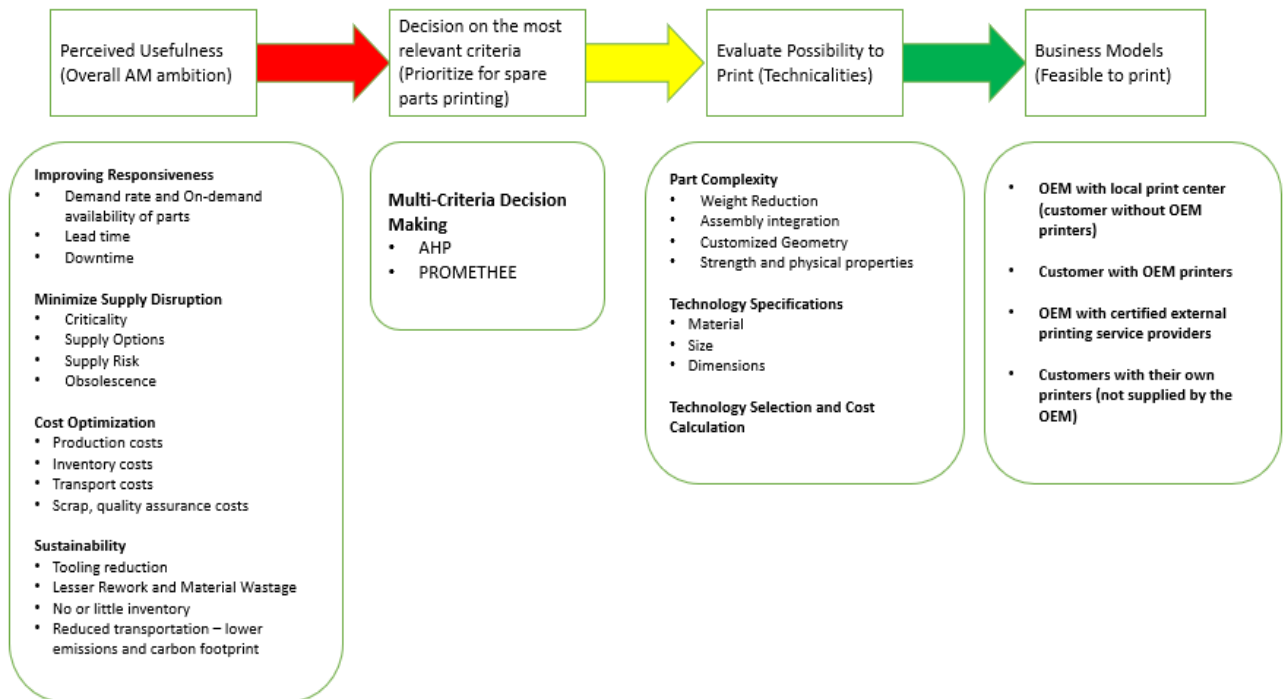 Perceived Usefulness
(Overall AM ambition)
Decision on the most
relevant criteria
(Prioritize for spare
parts printing)
Evaluate Possibility to
Print (Technicalities)
Business Models
(Feasible to print)
Improving Responsiveness
• Demand rate and On-demand
availability of parts
• Lead time
• Downtime
Minimize Supply Disruption
• Criticality
• Supply Options
• Supply Risk
• Obsolescence
Cost Optimization
• Production costs
• Inventory costs
• Transport costs
• Scrap, quality assurance costs
Sustainability
• Tooling reduction
• Lesser Rework and Material Wastage
• No or little inventory
• Reduced transportation – lower
emissions and carbon footprint
Multi-Criteria Decision
Making
• AHP
• PROMETHEE
Part Complexity
• Weight Reduction
• Assembly integration
• Customized Geometry
• Strength and physical properties
Technology Specifications
• Material
• Size
• Dimensions
Technology Selection and Cost
Calculation
• OEM with local print center
(customer without OEM
printers)
• Customer with OEM printers
• OEM with certified external
printing service providers
• Customers with their own
printers (not supplied by the
OEM)